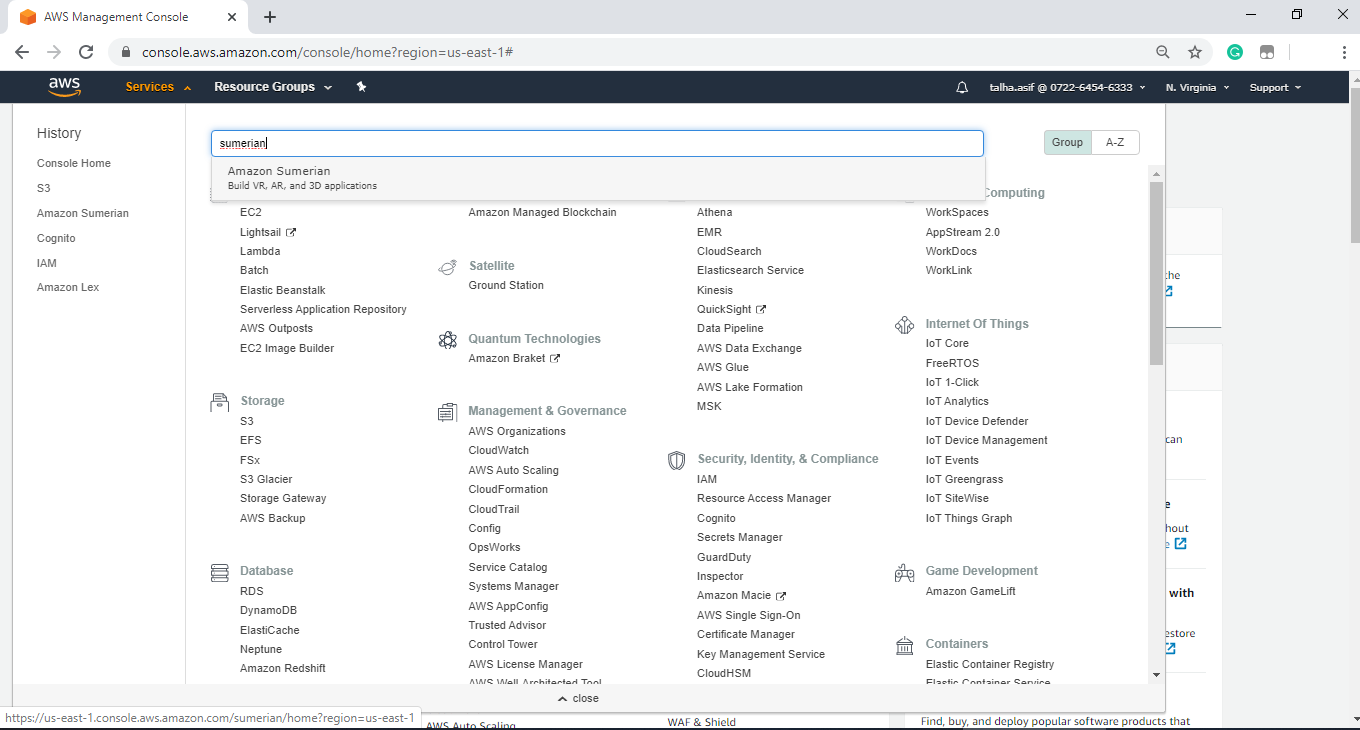 AWS Management Console
console.aws.amazon.com/console/home?region=us-east-1#
aws
Services
Resource Groups
talha.asif @ 0722-6454-6333
N. Virginia
Support
History
Console Home
S3
Amazon Sumerian
Cognito
IAM
Amazon Lex
sumerian
Group
A-Z
Amazon Sumerian
Build VR, AR, and 3D applications
EC2
Lightsail
Lambda
Batch
Elastic Beanstalk
Serverless Application Repository
AWS Outposts
EC2 Image Builder
Storage
S3
EFS
FSx
S3 Glacier
Storage Gateway
AWS Backup
Database
RDS
DynamoDB
ElastiCache
Neptune
Amazon Redshift
Amazon Managed Blockchain
Satellite
Ground Station
Quantum Technologies
Amazon Braket
Management & Governance
AWS Organizations
CloudWatch
AWS Auto Scaling
CloudFormation
CloudTrail
Config
OpsWorks
Service Catalog
Systems Manager
AWS AppConfig
Trusted Advisor
Control Tower
AWS License Manager
AWS Well-Architected Tool
Athena
EMR
CloudSearch
Elasticsearch Service
Kinesis
QuickSight
Data Pipeline
AWS Data Exchange
AWS Glue
AWS Lake Formation
MSK
Security, Identity, & Compliance
IAM
Resource Access Manager
Cognito
Secrets Manager
GuardDuty
Inspector
Amazon Macie
AWS Single Sign-On
Certificate Manager
Key Management Service
CloudHSM
Computing
WorkSpaces
AppStream 2.0
WorkDocs
WorkLink
Internet Of Things
IoT Core
FreeRTOS
IoT 1-Click
IoT Analytics
IoT Device Defender
IoT Device Management
IoT Events
IoT Greengrass
IoT SiteWise
IoT Things Graph
Game Development
Amazon GameLift
Containers
Elastic Container Registry
Elastic Container Service
can
with
close
https://us-east-1.console.aws.amazon.com/sumerian/home?region=us-east-1
AWS Auto Scaling
WAF & Shield
Find, buy, and deploy popular software products that